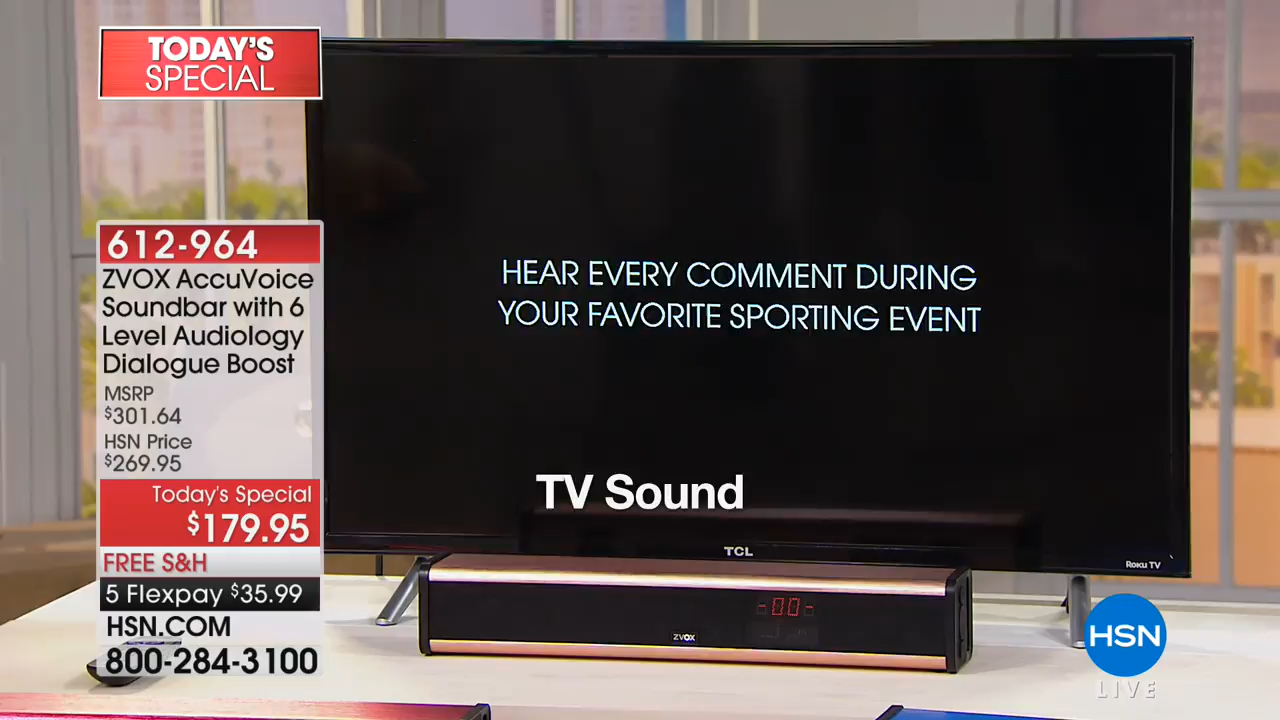 TODAY'S
SPECIAL
612-964
ZVOX AccuVoice
Soundbar with 6
Level Audiology
Dialogue Boost
MSRP
$301.64
HSN Price
$269.95
Today's Special
$179.95
FREE S&H
5 Flexpay $35.99
HSN.COM
800-284-3100
HEAR EVERY COMMENT DURING
YOUR FAVORITE SPORTING EVENT
TV Sound
TCL
Roku TV
-00-
ZVOX
HSN
LIVE